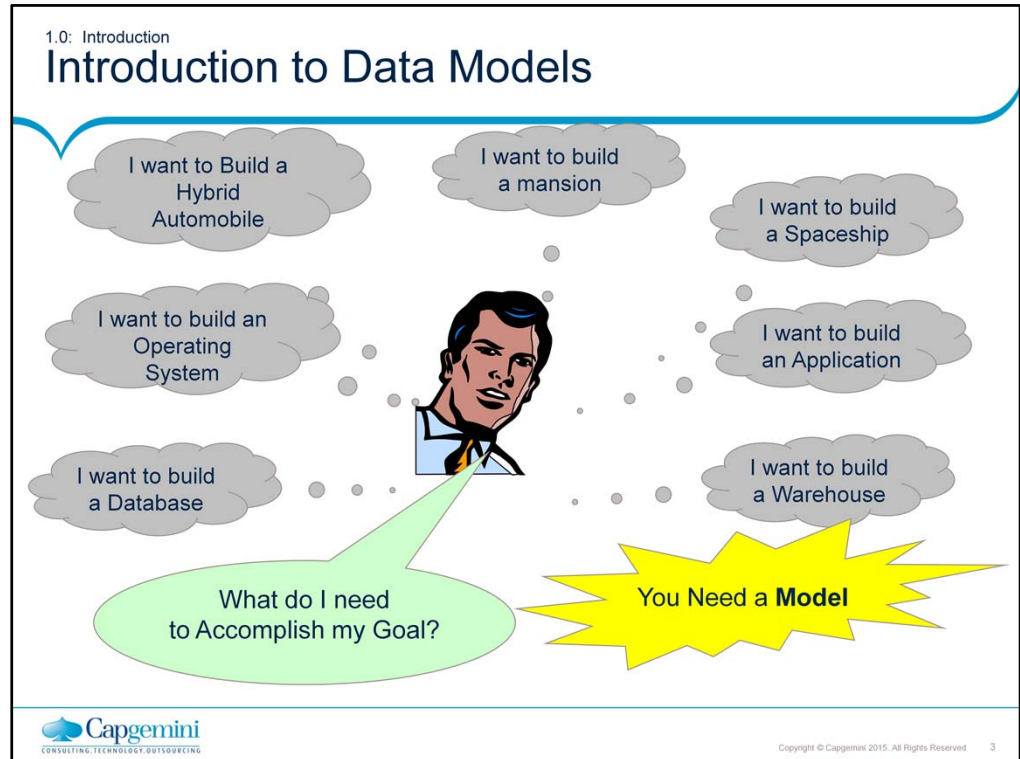 1.0: Introduction
Introduction to Data Models
I want to Build a
Hybrid
Automobile
I want to build
a mansion
I want to build
a Spaceship
I want to build an
Operating
System
I want to build
an Application
I want to build
a Database
I want to build
a Warehouse
What do I need
to Accomplish my Goal?
You Need a Model
Capgemini
CONSULTING.TECHNOLOGY.OUTSOURCING
Copyright © Capgemini 2015. All Rights Reserved 3